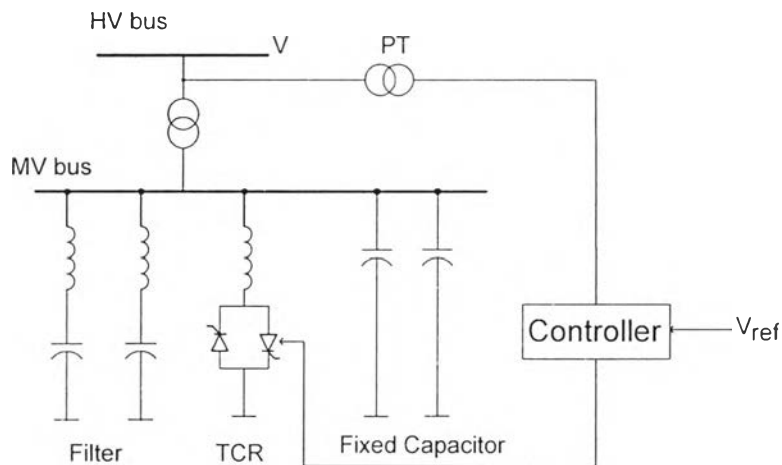 HV bus
V
PT
MV bus
Controller
Vref
Filter
TCR
Fixed Capacitor